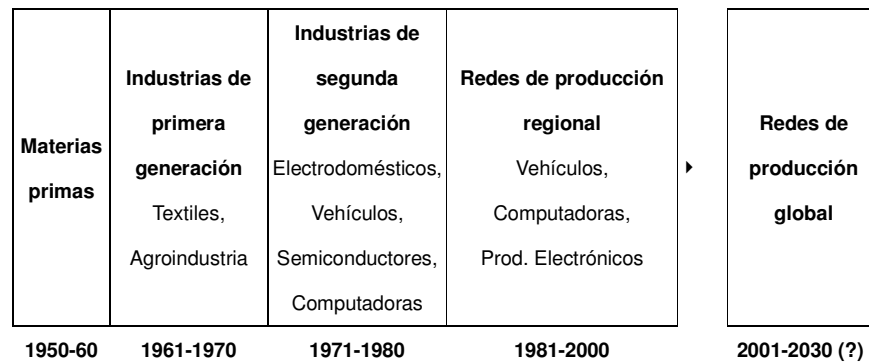 Materias
primas
Industrias de
primera
generación
Textiles,
Agroindustria
Industrias de
segunda
generación
Electrodomésticos,
Vehículos,
Semiconductores,
Computadoras
Redes de producción
regional
Vehículos,
Computadoras,
Prod. Electrónicos
Redes de
producción
global
1950-60
1961-1970
1971-1980
1981-2000
2001-2030 (?)